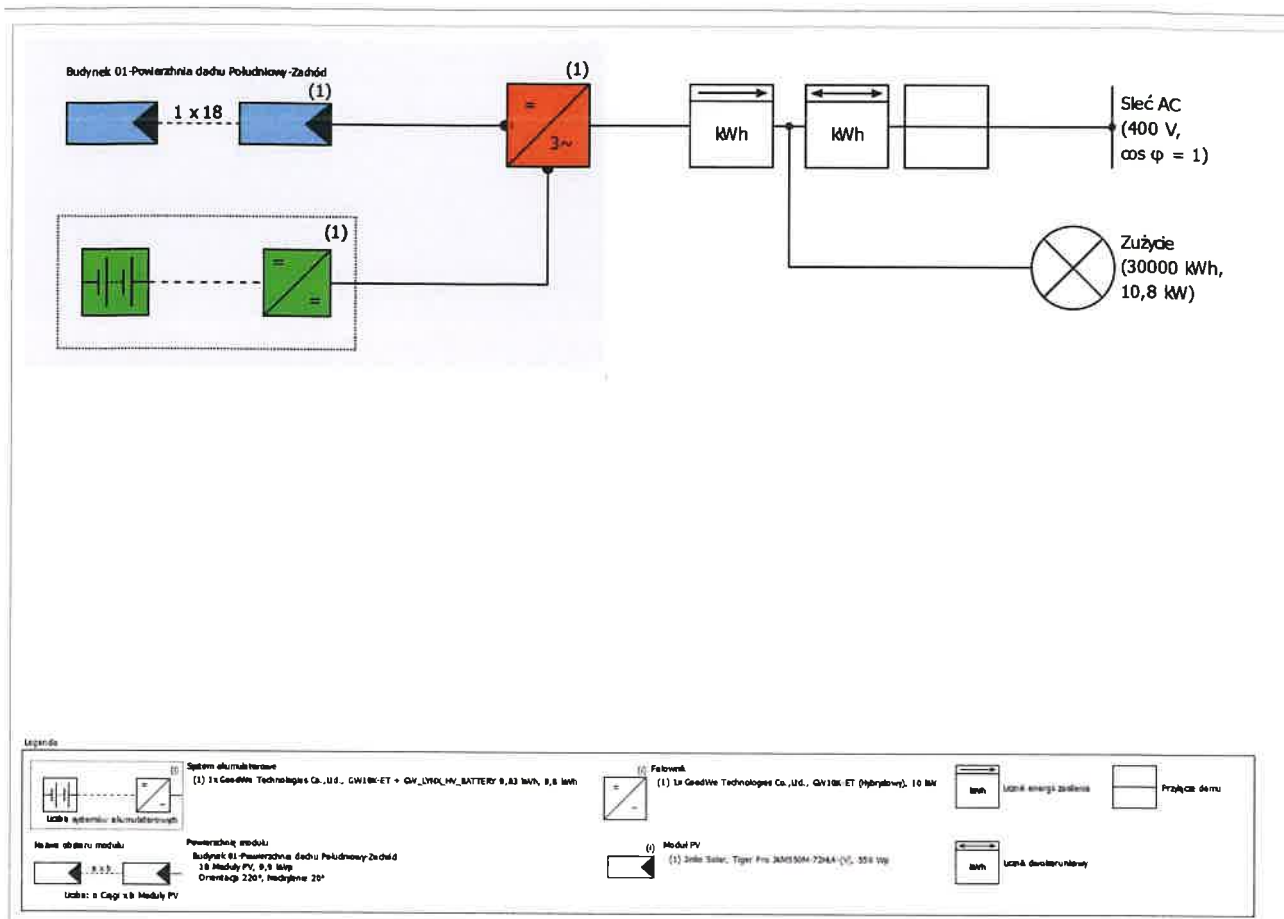 Budynek 01-Powierzhnia dachu Południowy-Zachód
(1)
1 x 18
(1)
=
3~
kWh
kWh
Sieć AC
(400 V,
cos φ = 1)
(1)
=
=
Zużycie
(30000 kWh,
10,8 kW)
Legenda
System akumulatorowe
(1) 1x GoodWe Technologies Co.,Ltd., GW10K-ET + GW_LYNX_HV_BATTERY 9,83 kWh, 9,8 kWh
Liczba systemów akumulatorowych
Falownik
(1) 1x GoodWe Technologies Co.,Ltd., GW10K-ET (Hybrydowy), 10 kW
kWh
Licznik energii zasilania
Przyłącze domu
Nazwa obszaru modułu
a x b
Liczba: a Ciągi x b Moduły PV
Powierzchnię modułu
Budynek 01-Powierzchnia dachu Południowy-Zachód
18 Moduły PV, 9,9 kWp
Orientacja 220°, Nachylenie 20°
Moduł PV
(1) Jinko Solar, Tiger Pro JKM550M-72HL4-(V), 550 Wp
kWh
Licznik dwukierunkowy